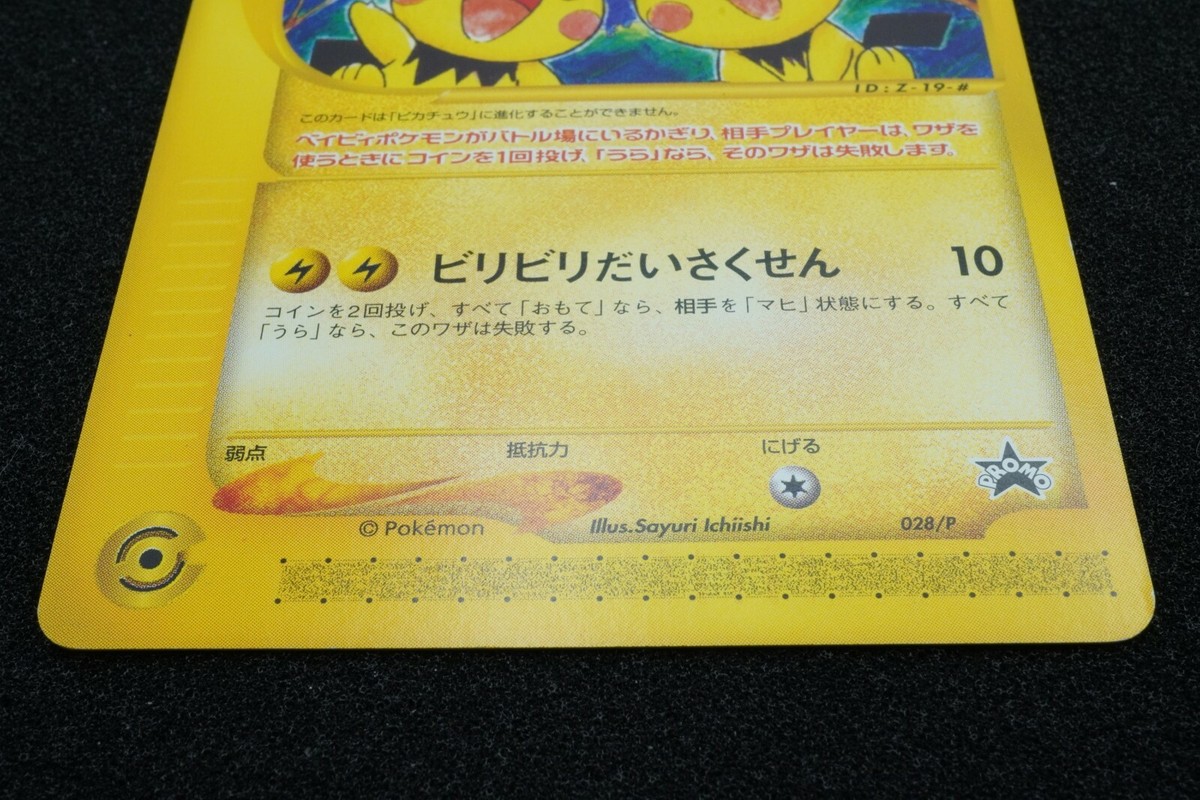 ID:Z-19-#
このカードは「ピカチュウ」に進化することができません。
ベイビィポケモンがバトル場にいるかぎり、相手プレイヤーは、ワザを
使うときにコインを1回投げ、「うら」なら、そのワザは失敗します。
ビリビリだいさくせん 10
コインを2回投げ、すべて「おもて」なら、相手を「マヒ」状態にする。すべて
「うら」なら、このワザは失敗する。
弱点 抵抗力 にげる
PROMO
© Pokémon Illus.Sayuri Ichiishi 028/P